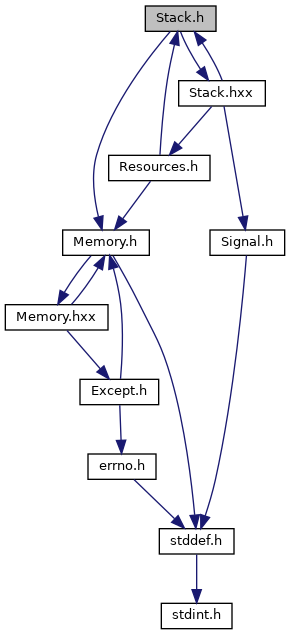 Stack.h
Stack.hxx
Resources.h
Memory.h
Signal.h
Memory.hxx
Except.h
errno.h
stddef.h
stdint.h